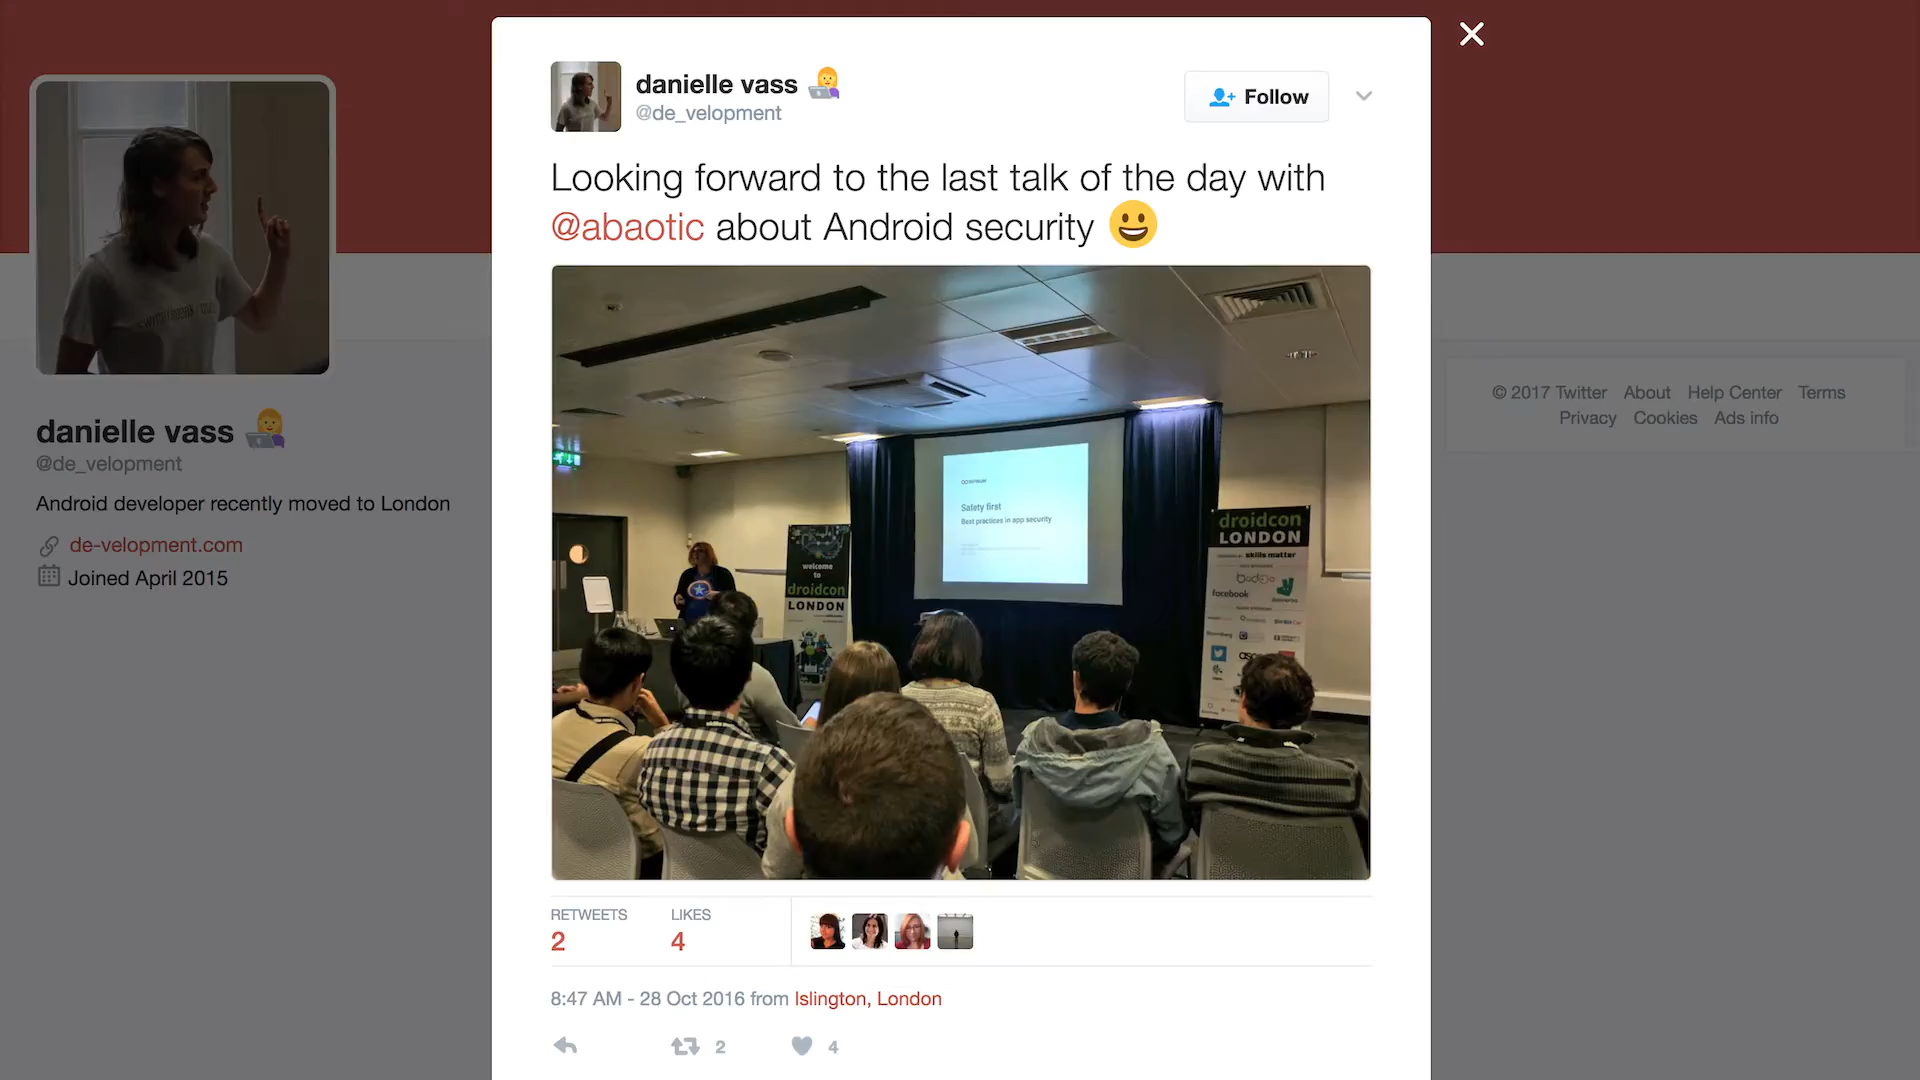 danielle vass
@de_velopment
Follow
Looking forward to the last talk of the day with
@abaotic about Android security
Safety first
Best practices in app security
welcome
to
droidcon
LONDON
droidcon
LONDON
skills matter
facebook
RETWEETS
2
LIKES
4
8:47 AM - 28 Oct 2016 from Islington, London
2
4
danielle vass
@de_velopment
Android developer recently moved to London
de-velopment.com
Joined April 2015
© 2017 Twitter About Help Center Terms
Privacy Cookies Ads info